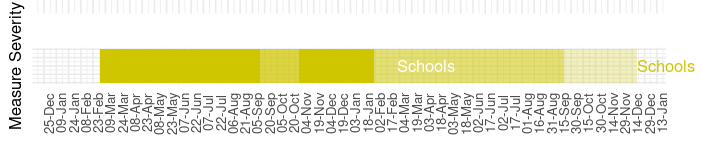 Measure Severity
Schools
Schools
25-Dec
09-Jan
24-Jan
08-Feb
23-Feb
09-Mar
24-Mar
08-Apr
23-Apr
08-May
23-May
07-Jun
22-Jun
07-Jul
22-Jul
06-Aug
21-Aug
05-Sep
20-Sep
05-Oct
20-Oct
04-Nov
19-Nov
04-Dec
19-Dec
03-Jan
18-Jan
02-Feb
17-Feb
04-Mar
19-Mar
03-Apr
18-Apr
03-May
18-May
02-Jun
17-Jun
02-Jul
17-Jul
01-Aug
16-Aug
31-Aug
15-Sep
30-Sep
15-Oct
30-Oct
14-Nov
29-Nov
14-Dec
29-Dec
13-Jan